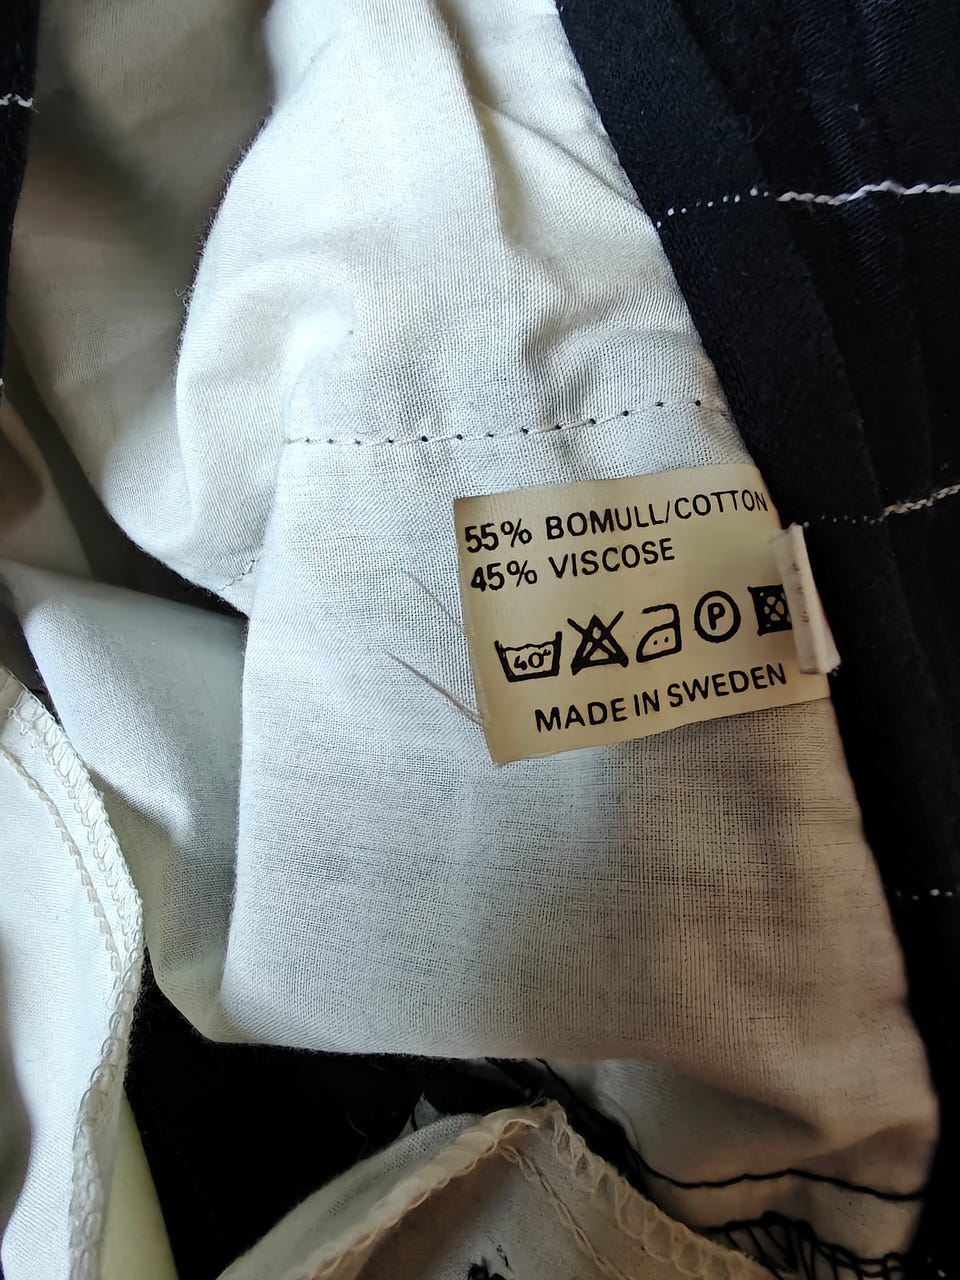 55% BOMULL/COTTON
45% VISCOSE
40° P
MADE IN SWEDEN